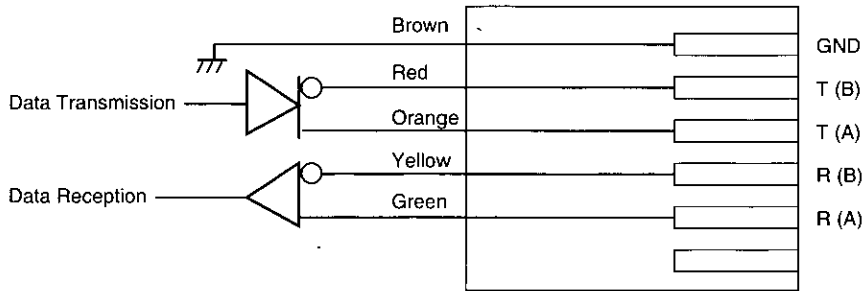 Brown GND
Red T (B)
Data Transmission
Orange T (A)
Yellow R (B)
Data Reception
Green R (A)